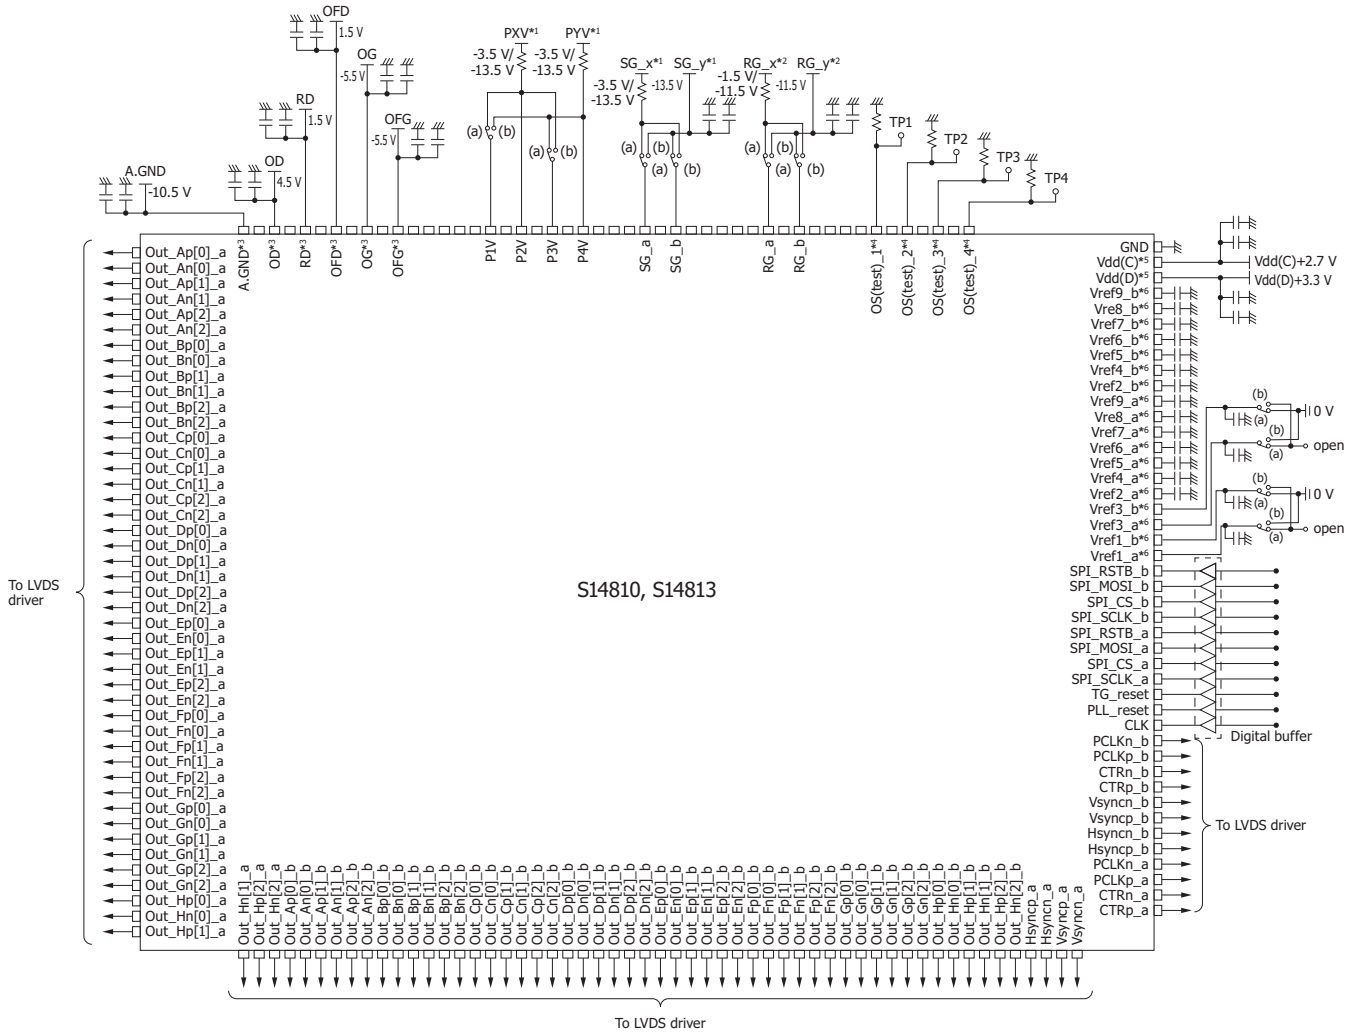 OFD
1.5 V
OG
-5.5 V
RD
1.5 V
OFG
-5.5 V
OD
4.5 V
A.GND
-10.5 V
PXV*1
-3.5 V/
-13.5 V
PYV*1
-3.5 V/
-13.5 V
(a)
(b)
(a)
(b)
SG_x*1
-3.5 V/
-13.5 V
SG_y*1
-13.5 V
(a)
(b)
(a)
(b)
RG_x*2
-1.5 V/
-11.5 V
RG_y*2
-11.5 V
(a)
(b)
(a)
(b)
TP1
TP2
TP3
TP4
A.GND*3
OD*3
RD*3
OFD*3
OG*3
OFG*3
P1V
P2V
P3V
P4V
SG_a
SG_b
RG_a
RG_b
OS(test)_1*4
OS(test)_2*4
OS(test)_3*4
OS(test)_4*4
Out_Ap[0]_a
Out_An[0]_a
Out_Ap[1]_a
Out_An[1]_a
Out_Ap[2]_a
Out_An[2]_a
Out_Bp[0]_a
Out_Bn[0]_a
Out_Bp[1]_a
Out_Bn[1]_a
Out_Bp[2]_a
Out_Bn[2]_a
Out_Cp[0]_a
Out_Cn[0]_a
Out_Cp[1]_a
Out_Cn[1]_a
Out_Cp[2]_a
Out_Cn[2]_a
Out_Dp[0]_a
Out_Dn[0]_a
Out_Dp[1]_a
Out_Dn[1]_a
Out_Dp[2]_a
Out_Dn[2]_a
Out_Ep[0]_a
Out_En[0]_a
Out_Ep[1]_a
Out_En[1]_a
Out_Ep[2]_a
Out_En[2]_a
Out_Fp[0]_a
Out_Fn[0]_a
Out_Fp[1]_a
Out_Fn[1]_a
Out_Fp[2]_a
Out_Fn[2]_a
Out_Gp[0]_a
Out_Gn[0]_a
Out_Gp[1]_a
Out_Gn[1]_a
Out_Gp[2]_a
Out_Gn[2]_a
Out_Hp[0]_a
Out_Hn[0]_a
Out_Hp[1]_a
To LVDS
driver
S14810, S14813
GND
Vdd(C)*5
Vdd(D)*5
Vref9_b*6
Vre8_b*6
Vref7_b*6
Vref6_b*6
Vref5_b*6
Vref4_b*6
Vref2_b*6
Vref9_a*6
Vre8_a*6
Vref7_a*6
Vref6_a*6
Vref5_a*6
Vref4_a*6
Vref2_a*6
Vref3_b*6
Vref3_a*6
Vref1_b*6
Vref1_a*6
SPI_RSTB_b
SPI_MOSI_b
SPI_CS_b
SPI_SCLK_b
SPI_RSTB_a
SPI_MOSI_a
SPI_CS_a
SPI_SCLK_a
TG_reset
PLL_reset
CLK
PCLKn_b
PCLKp_b
CTRn_b
CTRp_b
Vsyncn_b
Vsyncp_b
Hsyncn_b
Hsyncp_b
PCLKn_a
PCLKp_a
CTRn_a
CTRp_a
Vdd(C)+2.7 V
Vdd(D)+3.3 V
(b)
0 V
(a)
(b)
open
(a)
(b)
0 V
(a)
(b)
open
(a)
Digital buffer
To LVDS driver
Out_Hn[1]_a
Out_Hp[2]_a
Out_Hn[2]_a
Out_Ap[0]_b
Out_An[0]_b
Out_Ap[1]_b
Out_An[1]_b
Out_Ap[2]_b
Out_An[2]_b
Out_Bp[0]_b
Out_Bn[0]_b
Out_Bp[1]_b
Out_Bn[1]_b
Out_Bp[2]_b
Out_Bn[2]_b
Out_Cp[0]_b
Out_Cn[0]_b
Out_Cp[1]_b
Out_Cn[1]_b
Out_Cp[2]_b
Out_Cn[2]_b
Out_Dp[0]_b
Out_Dn[0]_b
Out_Dp[1]_b
Out_Dn[1]_b
Out_Dp[2]_b
Out_Dn[2]_b
Out_Ep[0]_b
Out_En[0]_b
Out_Ep[1]_b
Out_En[1]_b
Out_Ep[2]_b
Out_En[2]_b
Out_Fp[0]_b
Out_Fn[0]_b
Out_Fp[1]_b
Out_Fn[1]_b
Out_Fp[2]_b
Out_Fn[2]_b
Out_Gp[0]_b
Out_Gn[0]_b
Out_Gp[1]_b
Out_Gn[1]_b
Out_Gp[2]_b
Out_Gn[2]_b
Out_Hp[0]_b
Out_Hn[0]_b
Out_Hp[1]_b
Out_Hn[1]_b
Out_Hp[2]_b
Out_Hn[2]_b
Hsyncp_a
Hsyncn_a
Vsyncp_a
Vsyncn_a
To LVDS driver